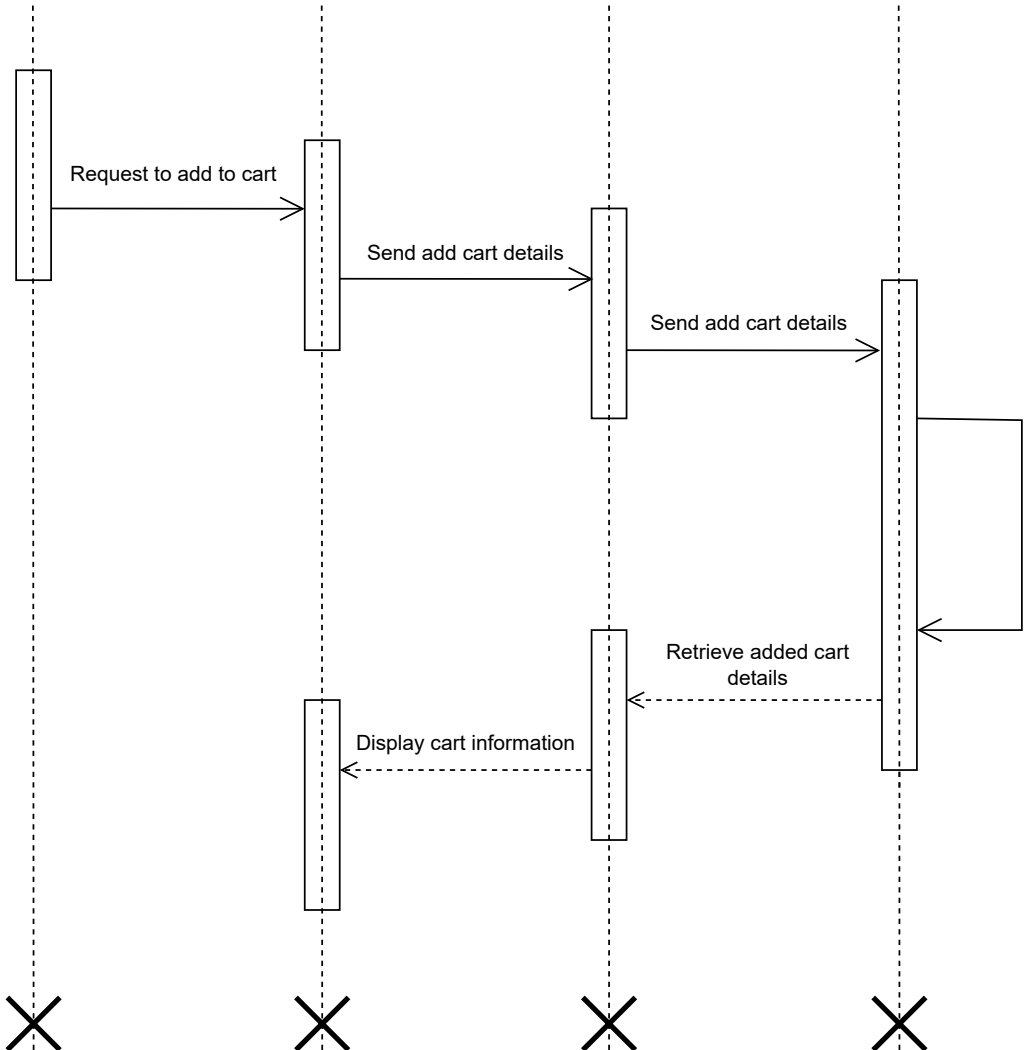 Request to add to cart
Send add cart details
Send add cart details
Retrieve added cart
details
Display cart information